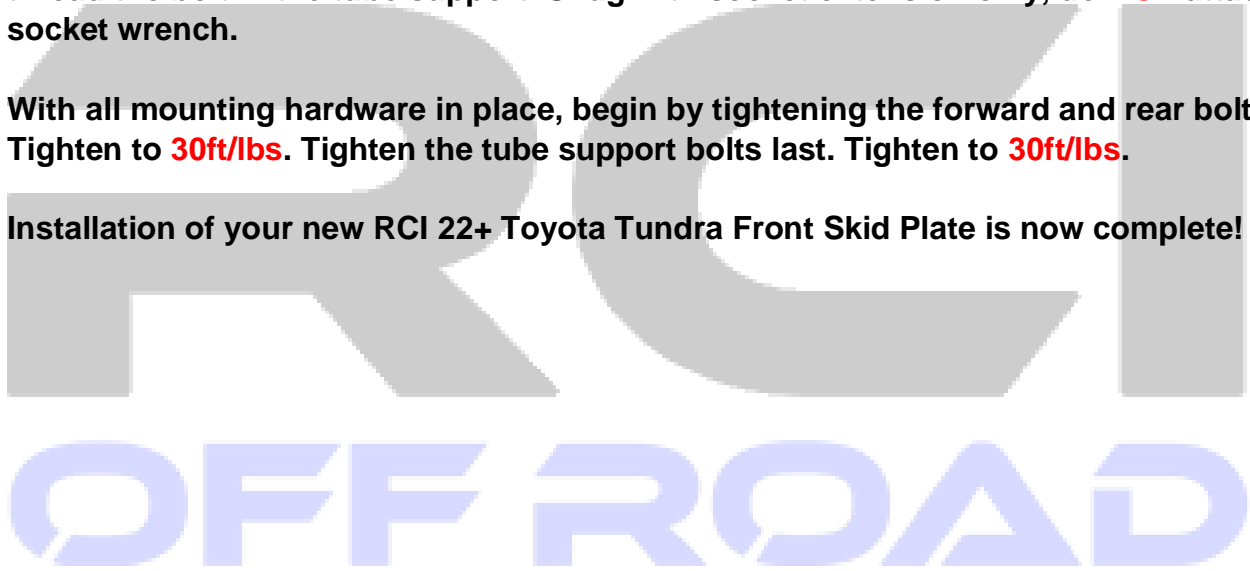 socket wrench.
With all mounting hardware in place, begin by tightening the forward and rear bolt
Tighten to 30ft/lbs. Tighten the tube support bolts last. Tighten to 30ft/lbs.
Installation of your new RCI 22+ Toyota Tundra Front Skid Plate is now complete!
RCI
OFF ROAD